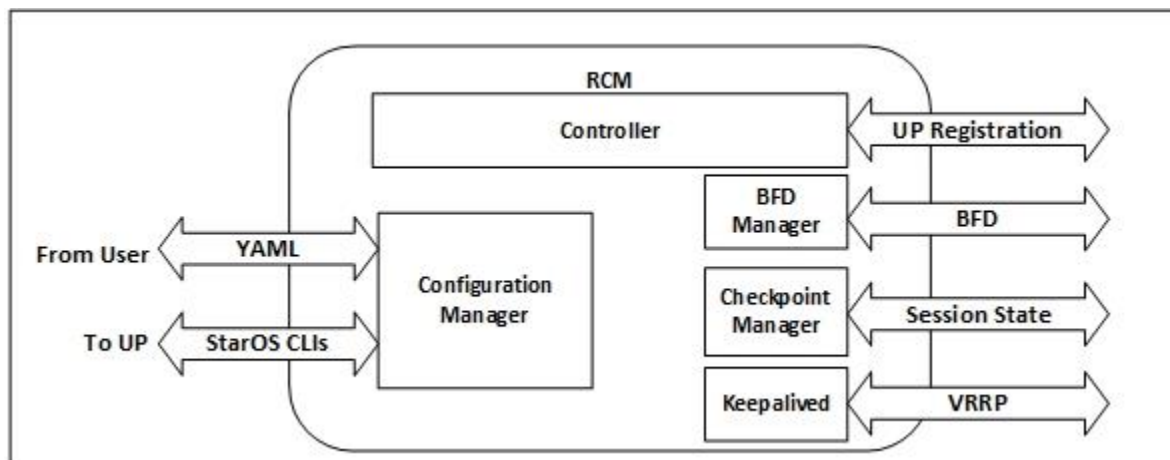 RCM
Controller
UP Registration
BFD
Manager
BFD
From User
YAML
Configuration
Manager
Checkpoint
Manager
Session State
To UP
StarOS CLIs
Keepalived
VRRP